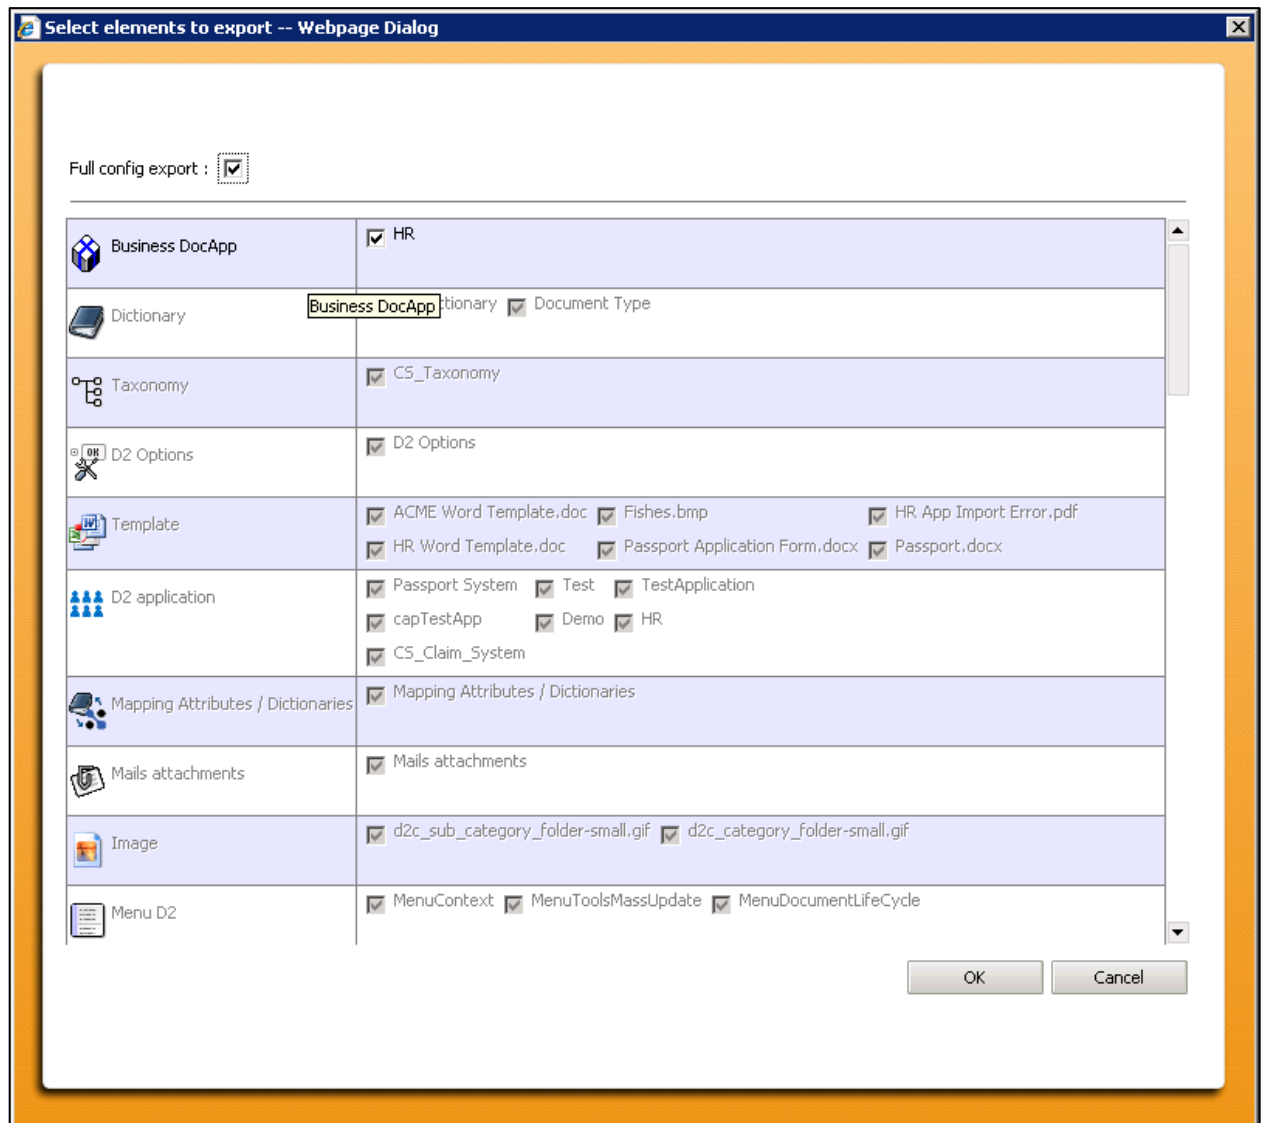 Select elements to export -- Webpage Dialog
Full config export :
Business DocApp HR
Dictionary Business DocApp Document Type
Taxonomy CS_Taxonomy
D2 Options D2 Options
Template ACME Word Template.doc Fishes.bmp HR App Import Error.pdf
HR Word Template.doc Passport Application Form.docx Passport.docx
D2 application Passport System Test TestApplication
capTestApp Demo HR
CS_Claim_System
Mapping Attributes / Dictionaries Mapping Attributes / Dictionaries
Mails attachments Mails attachments
Image d2c_sub_category_folder-small.gif d2c_category_folder-small.gif
Menu D2 MenuContext MenuToolsMassUpdate MenuDocumentLifeCycle
OK Cancel